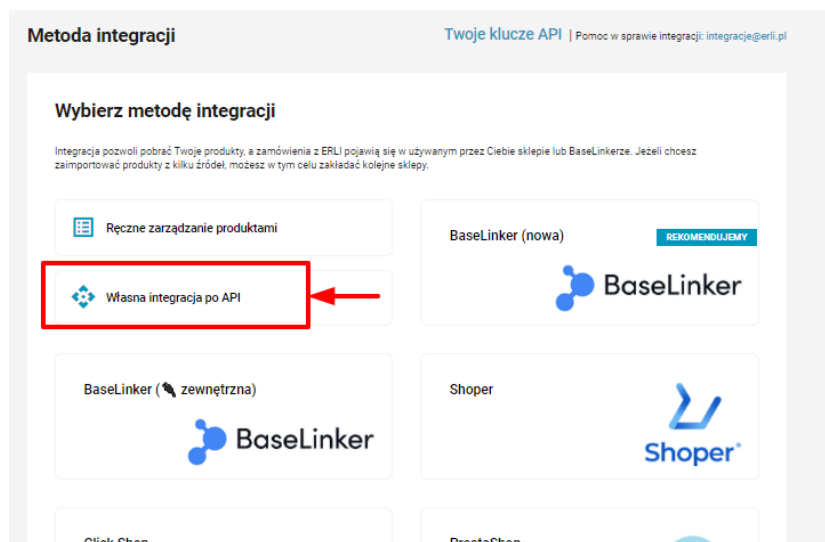 Metoda integracji
Twoje klucze API | Pomoc w sprawie integracji: integracje@erli.pl
Wybierz metodę integracji
Integracja pozwoli pobrać Twoje produkty, a zamówienia z ERLI pojawią się w używanym przez Ciebie sklepie lub BaseLinkerze. Jeżeli chcesz
zaimportować produkty z kilku źródeł, możesz w tym celu zakładać kolejne sklepy.
Ręczne zarządzanie produktami
BaseLinker (nowa)
REKOMENDUJEMY
BaseLinker
Własna integracja po API
BaseLinker (🔌 zewnętrzna)
BaseLinker
Shoper
Shoper®
Click Shop
PrestaShop